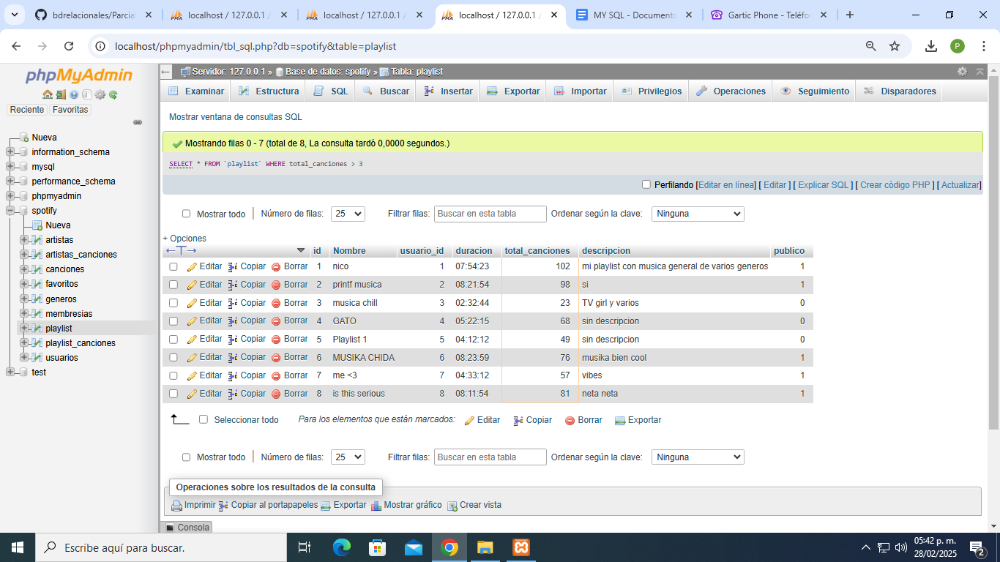 bdrelacionales/Parcial
localhost / 127.0.0.1 /
localhost / 127.0.0.1 /
localhost / 127.0.0.1 /
MY SQL - Documento
Gartic Phone - Teléfo
localhost/phpmyadmin/tbl_sql.php?db=spotify&table=playlist
P
phpMyAdmin
Reciente Favoritas
Nueva
information_schema
mysql
performance_schema
phpmyadmin
spotify
Nueva
artistas
artistas_canciones
canciones
favoritos
generos
membresias
playlist
playlist_canciones
usuarios
test
Servidor: 127.0.0.1 » Base de datos: spotify » Tabla: playlist
Examinar Estructura SQL Buscar Insertar Exportar Importar Privilegios Operaciones Seguimiento Disparadores
Mostrar ventana de consultas SQL
Mostrando filas 0 - 7 (total de 8, La consulta tardó 0,0000 segundos.)
SELECT * FROM `playlist` WHERE total_canciones > 3
Perfilando [Editar en línea] [ Editar ] [ Explicar SQL ] [ Crear código PHP ] [ Actualizar]
Mostrar todo Número de filas: 25 Filtrar filas: Buscar en esta tabla Ordenar según la clave: Ninguna
+ Opciones
←T→ id Nombre usuario_id duracion total_canciones descripcion publico
Editar Copiar Borrar 1 nico 1 07:54:23 102 mi playlist con musica general de varios generos 1
Editar Copiar Borrar 2 printf musica 2 08:21:54 98 si 1
Editar Copiar Borrar 3 musica chill 3 02:32:44 23 TV girl y varios 0
Editar Copiar Borrar 4 GATO 4 05:22:15 68 sin descripcion 0
Editar Copiar Borrar 5 Playlist 1 5 04:12:12 49 sin descripcion 0
Editar Copiar Borrar 6 MUSIKA CHIDA 6 08:23:59 76 musika bien cool 1
Editar Copiar Borrar 7 me <3 7 04:33:12 57 vibes 1
Editar Copiar Borrar 8 is this serious 8 08:11:54 81 neta neta 1
Seleccionar todo Para los elementos que están marcados: Editar Copiar Borrar Exportar
Mostrar todo Número de filas: 25 Filtrar filas: Buscar en esta tabla Ordenar según la clave: Ninguna
Operaciones sobre los resultados de la consulta
Imprimir Copiar al portapapeles Exportar Mostrar gráfico Crear vista
Consola
Escribe aquí para buscar.
05:42 p. m.
28/02/2025
2